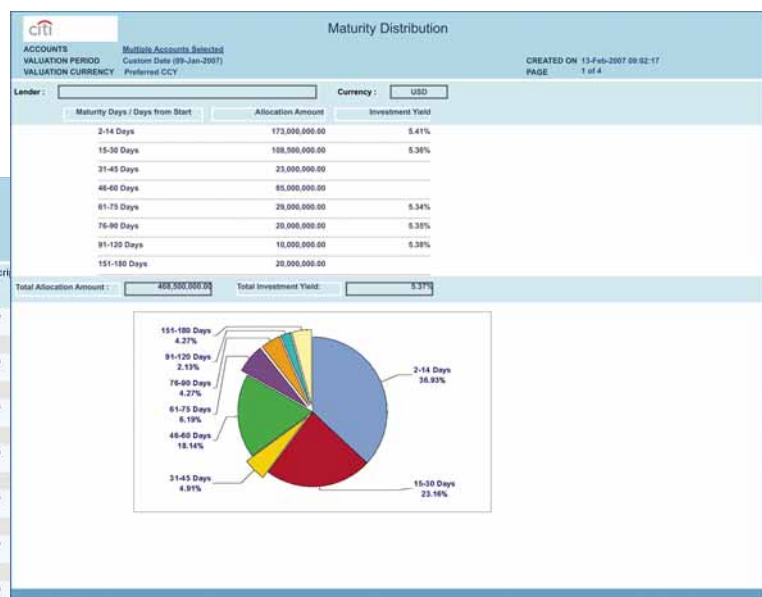 citi
Maturity Distribution
ACCOUNTS Multiple Accounts Selected
VALUATION PERIOD Custom Date (09-Jan-2007) CREATED ON 13-Feb-2007 09:02:17
VALUATION CURRENCY Preferred CCY PAGE 1 of 4
Lender : Currency : USD
Maturity Days / Days from Start Allocation Amount Investment Yield
2-14 Days 173,000,000.00 5.41%
15-30 Days 108,500,000.00 5.36%
31-45 Days 23,000,000.00
46-60 Days 85,000,000.00
61-75 Days 29,000,000.00 5.34%
76-90 Days 20,000,000.00 5.35%
91-120 Days 10,000,000.00 5.38%
151-180 Days 20,000,000.00
Total Allocation Amount : 468,500,000.00 Total Investment Yield: 5.37%
151-180 Days
4.27%
91-120 Days
2.13%
76-90 Days
4.27%
61-75 Days
6.19%
46-60 Days
18.14%
31-45 Days
4.91%
2-14 Days
36.93%
15-30 Days
23.16%